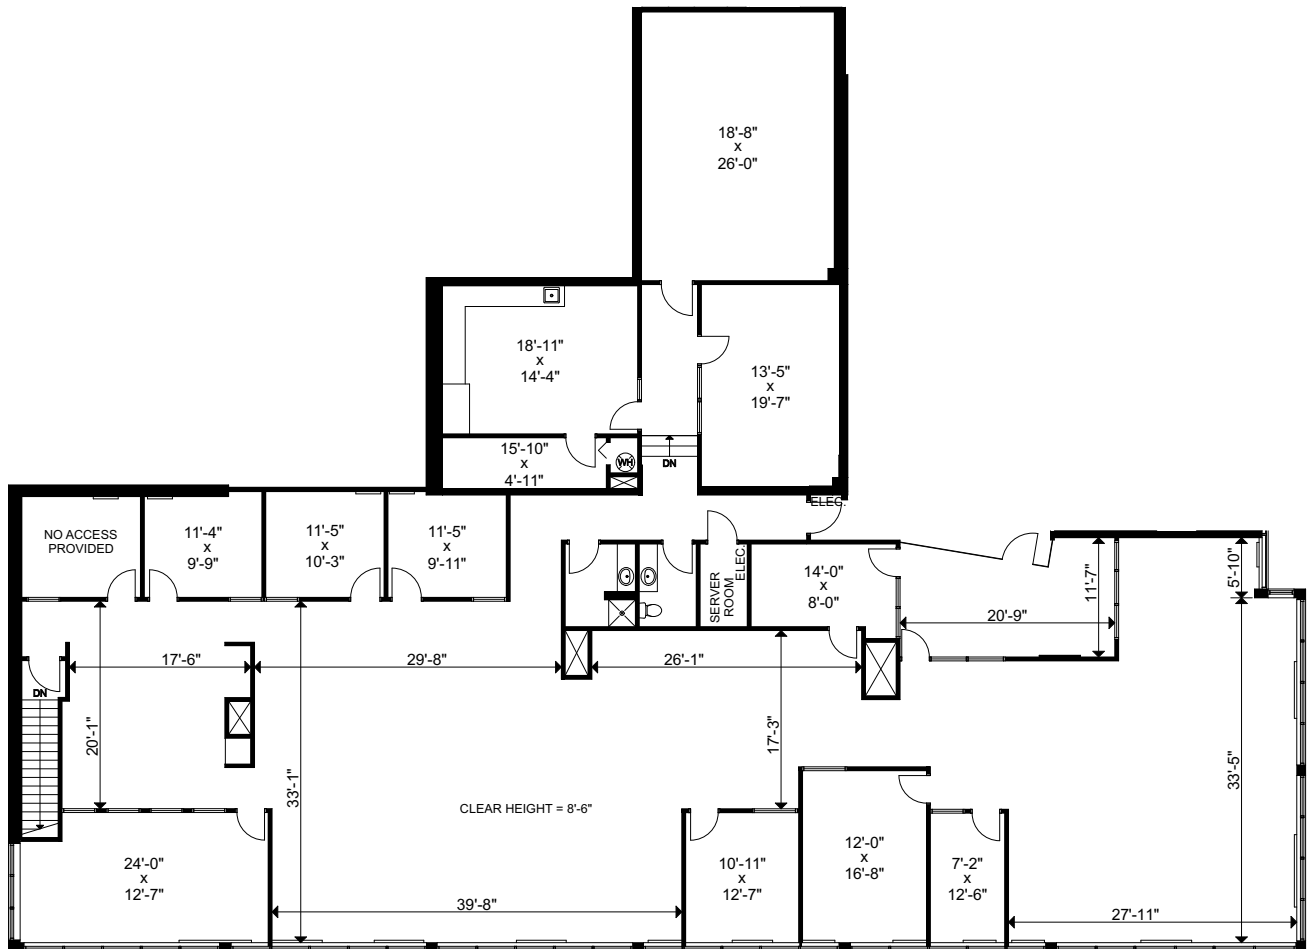 18'-8"
x
26'-0"
18'-11"
x
14'-4"
13'-5"
x
19'-7"
15'-10"
x
4'-11"
WH
DN
ELEC.
NO ACCESS
PROVIDED
11'-4"
x
9'-9"
11'-5"
x
10'-3"
11'-5"
x
9'-11"
SERVER
ROOM
ELEC.
14'-0"
x
8'-0"
11'-7"
5'-10"
20'-9"
17'-6"
29'-8"
26'-1"
DN
20'-1"
33'-1"
17'-3"
33'-5"
CLEAR HEIGHT = 8'-6"
24'-0"
x
12'-7"
10'-11"
x
12'-7"
12'-0"
x
16'-8"
7'-2"
x
12'-6"
39'-8"
27'-11"